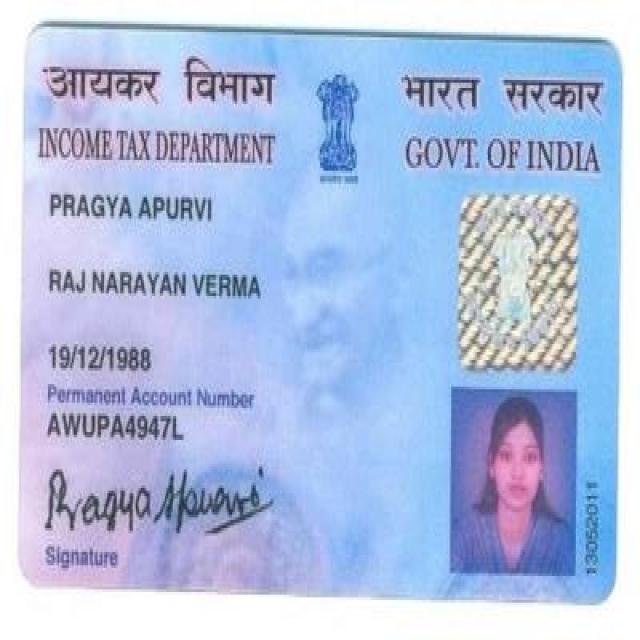 आयकर विभाग
INCOME TAX DEPARTMENT
भारत सरकार
GOVT. OF INDIA
PRAGYA APURVI
RAJ NARAYAN VERMA
19/12/1988
Permanent Account Number
AWUPA4947L
Pragya Apurvi
Signature
13052011